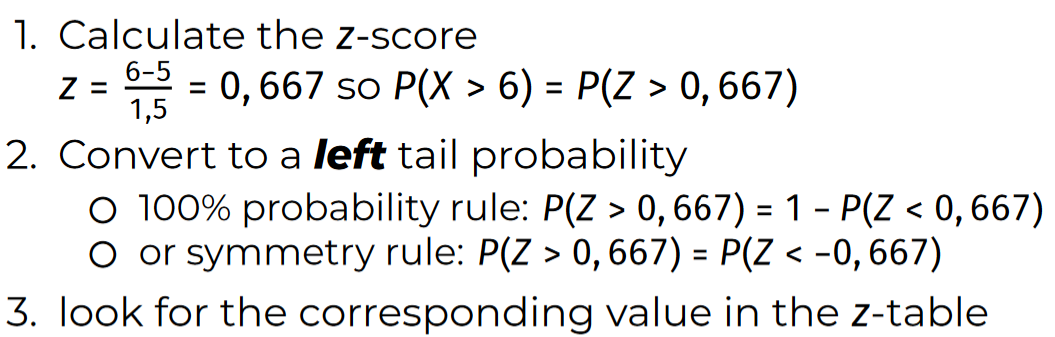 1. Calculate the z-score
z = 6-5/1,5 = 0,667 so P(X > 6) = P(Z > 0,667)
2. Convert to a left tail probability
○ 100% probability rule: P(Z > 0,667) = 1 - P(Z < 0,667)
○ or symmetry rule: P(Z > 0,667) = P(Z < -0,667)
3. look for the corresponding value in the z-table